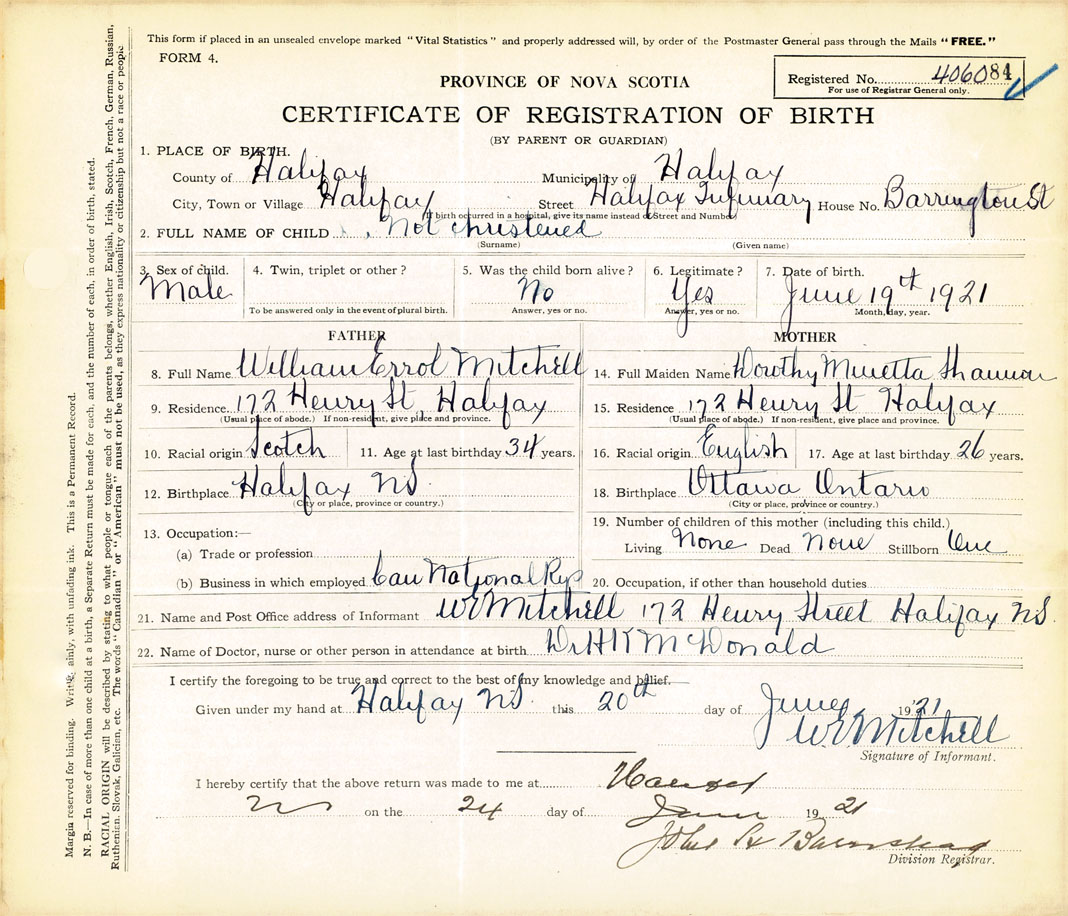 This form if placed in an unsealed envelope marked "Vital Statistics" and properly addressed will, by order of the Postmaster General pass through the Mails "FREE."
FORM 4.
Registered No. 406084
For use of Registrar General only.
PROVINCE OF NOVA SCOTIA
CERTIFICATE OF REGISTRATION OF BIRTH
(BY PARENT OR GUARDIAN)
1. PLACE OF BIRTH.
County of Halifax Municipality of Halifax
City, Town or Village Halifax Street Halifax Infirmary House No. Barrington St
(If birth occurred in a hospital, give its name instead of Street and Number)
2. FULL NAME OF CHILD Not christened
(Surname) (Given name)
3. Sex of child. 4. Twin, triplet or other? 5. Was the child born alive? 6. Legitimate? 7. Date of birth.
Male No Yes June 19th 1921
To be answered only in the event of plural birth. Answer, yes or no. Answer, yes or no. Month, day, year.
FATHER MOTHER
8. Full Name William Errol Mitchell 14. Full Maiden Name Dorothy Minetta Shannon
9. Residence 172 Henry St, Halifax 15. Residence 172 Henry St Halifax
(Usual place of abode.) If non-resident, give place and province. (Usual place of abode.) If non-resident, give place and province.
10. Racial origin Scotch 11. Age at last birthday 34 years. 16. Racial origin English 17. Age at last birthday 26 years.
12. Birthplace Halifax NS. 18. Birthplace Ottawa Ontario
(City or place, province or country.) (City or place, province or country.)
13. Occupation:— 19. Number of children of this mother (including this child.)
(a) Trade or profession Living None Dead None Stillborn One
(b) Business in which employed Can National Rys 20. Occupation, if other than household duties
21. Name and Post Office address of Informant WE Mitchell 172 Henry Street Halifax NS.
22. Name of Doctor, nurse or other person in attendance at birth Dr HK McDonald
I certify the foregoing to be true and correct to the best of my knowledge and belief.
Given under my hand at Halifax NS. this 20th day of June 1921
WE Mitchell
Signature of Informant.
I hereby certify that the above return was made to me at
on the 24 day of June 1921
John A Barnstead
Division Registrar.
Margin reserved for binding. Write plainly, with unfading ink. This is a Permanent Record.
N. B.—In case of more than one child at a birth, a Separate Return must be made for each, and the number of each, in order of birth, stated.
RACIAL ORIGIN will be described by stating to what people or tongue each of the parents belongs, whether English, Irish, Scotch, French, German, Russian,
Ruthenian, Slovak, Galician, etc. The words "Canadian" or "American" must not be used, as they express nationality or citizenship but not a race or people